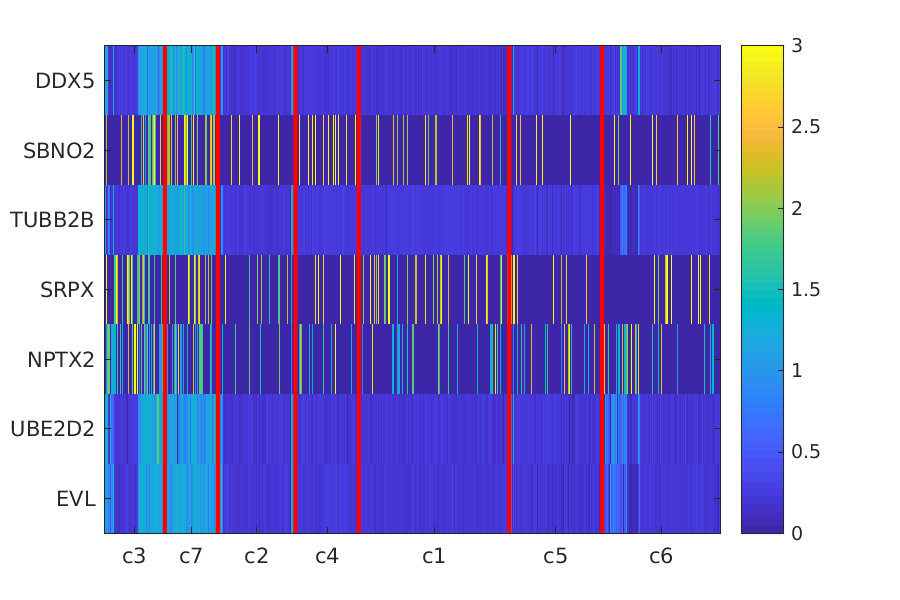 DDX5
SBNO2
TUBB2B
SRPX
NPTX2
UBE2D2
EVL
c3 c7 c2 c4 c1 c5 c6
3
2.5
2
1.5
1
0.5
0